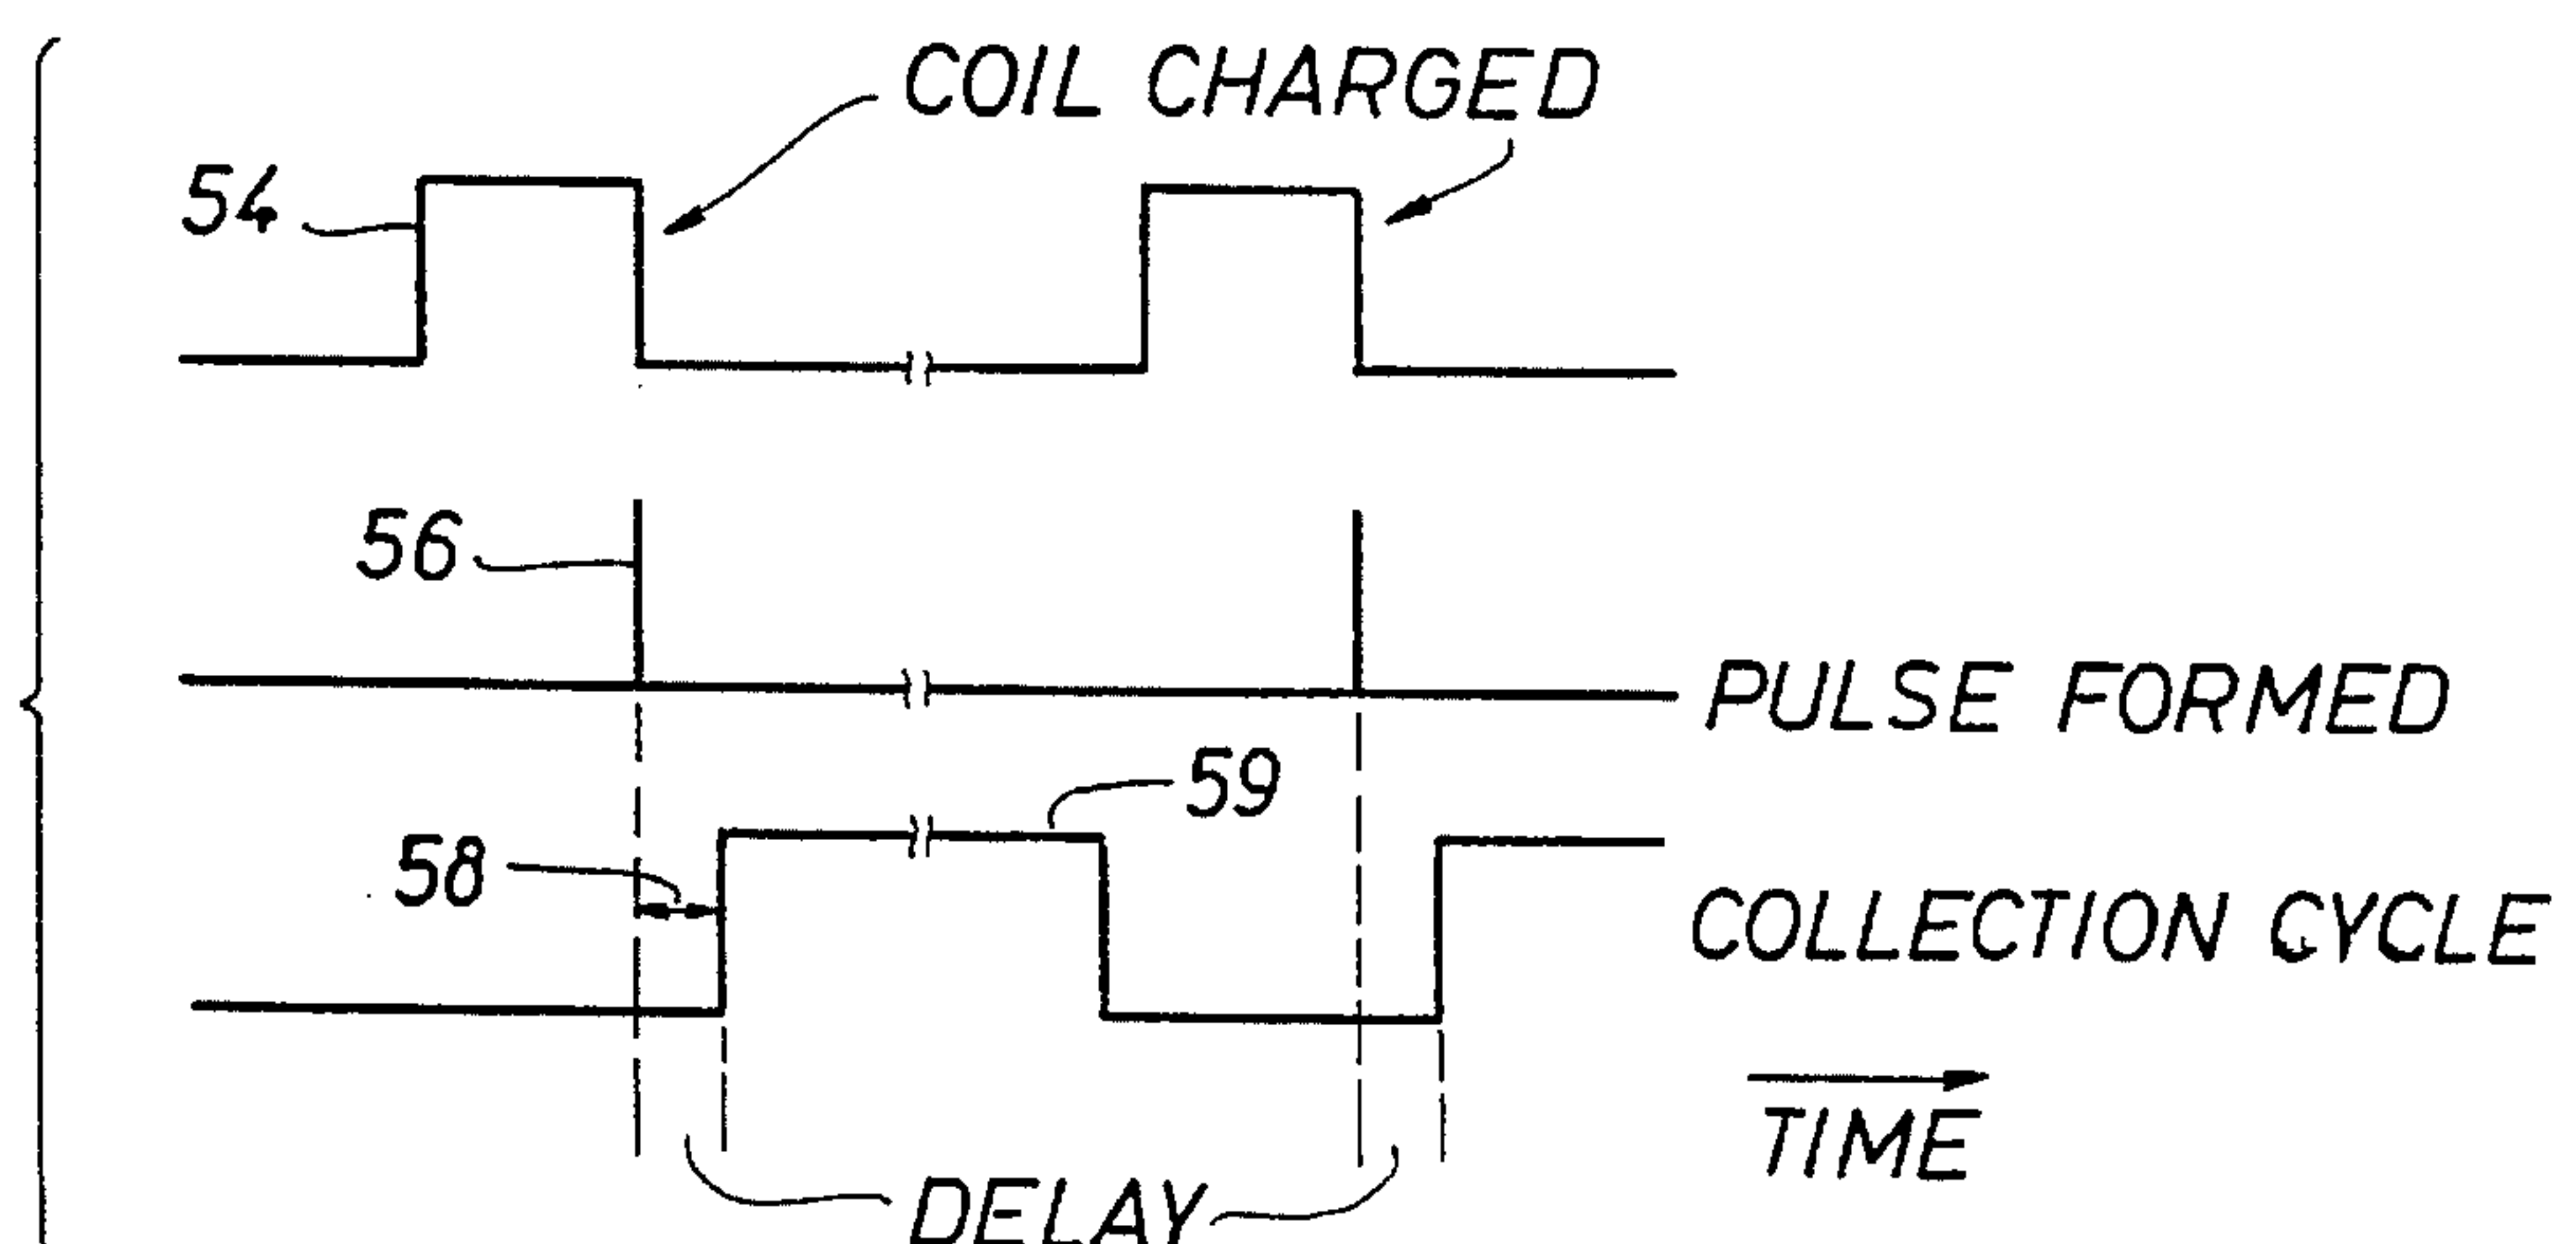 COIL CHARGED
54
56
PULSE FORMED
59
58
COLLECTION CYCLE
TIME
DELAY